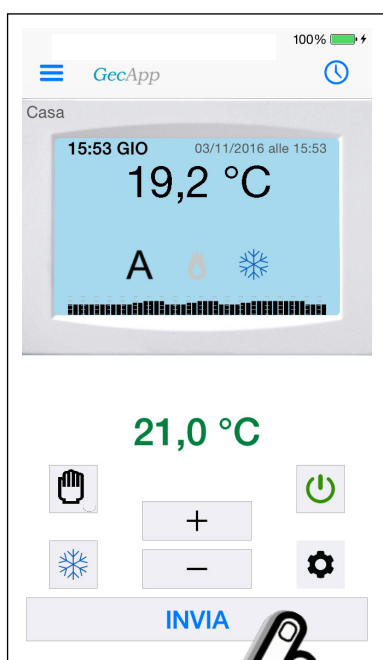 100%
GecApp
Casa
15:53 GIO 03/11/2016 alle 15:53
19,2 °C
A
21,0 °C
+
−
INVIA